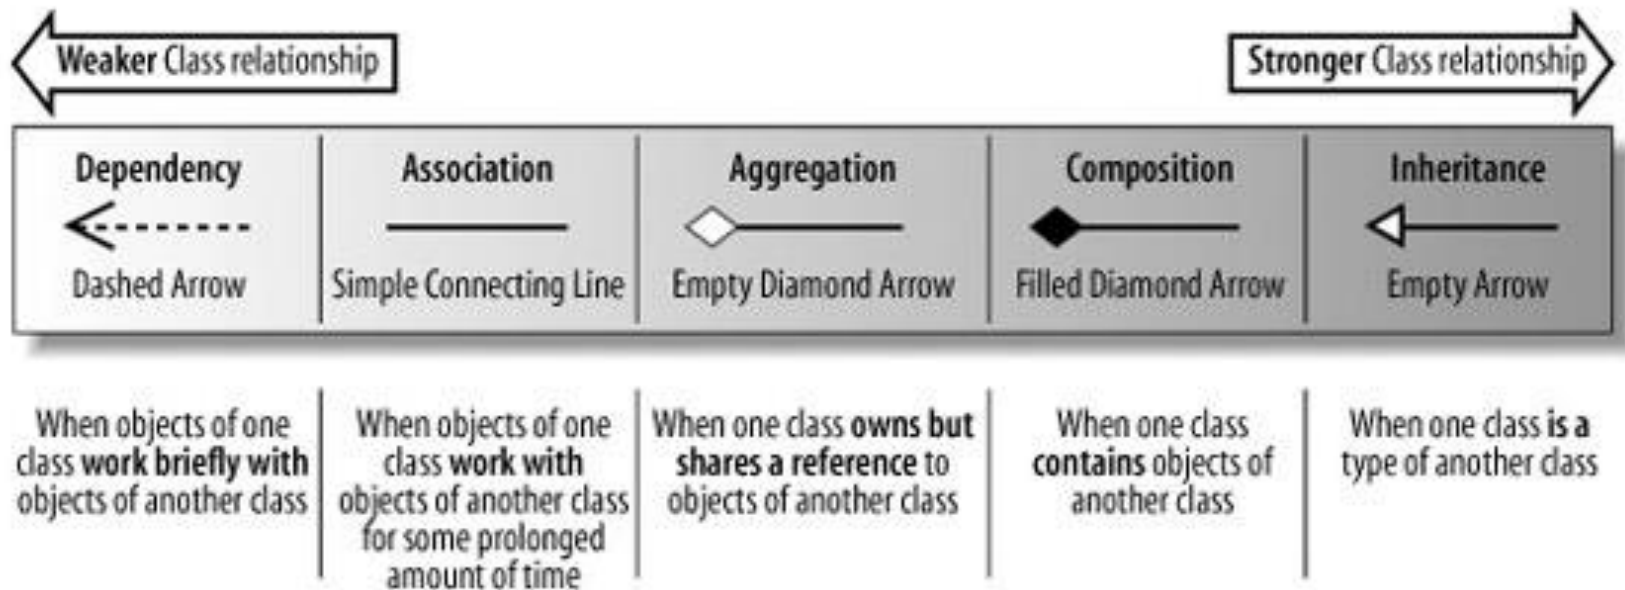 Weaker Class relationship
Stronger Class relationship
Dependency
Dashed Arrow
Association
Simple Connecting Line
Aggregation
Empty Diamond Arrow
Composition
Filled Diamond Arrow
Inheritance
Empty Arrow
When objects of one
class work briefly with
objects of another class
When objects of one
class work with
objects of another class
for some prolonged
amount of time
When one class owns but
shares a reference to
objects of another class
When one class
contains objects of
another class
When one class is a
type of another class